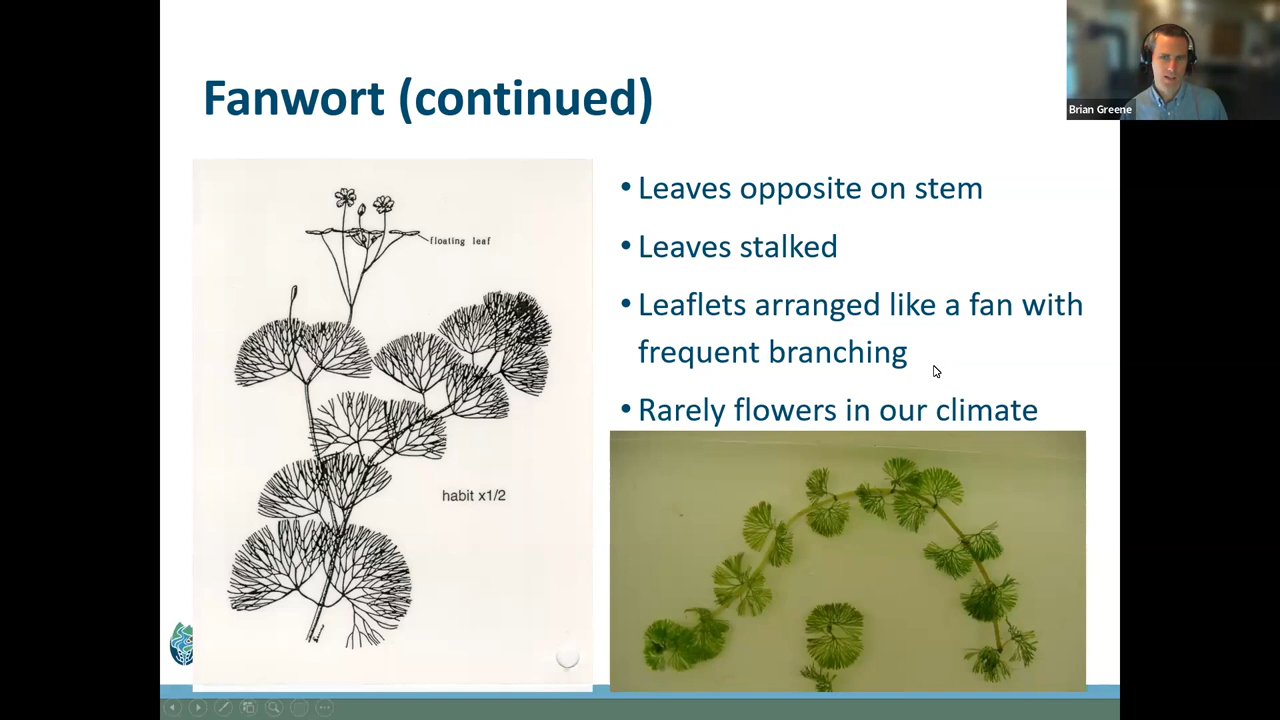 Fanwort (continued)
Brian Greene
floating leaf
habit x1/2
• Leaves opposite on stem
• Leaves stalked
• Leaflets arranged like a fan with
frequent branching
• Rarely flowers in our climate